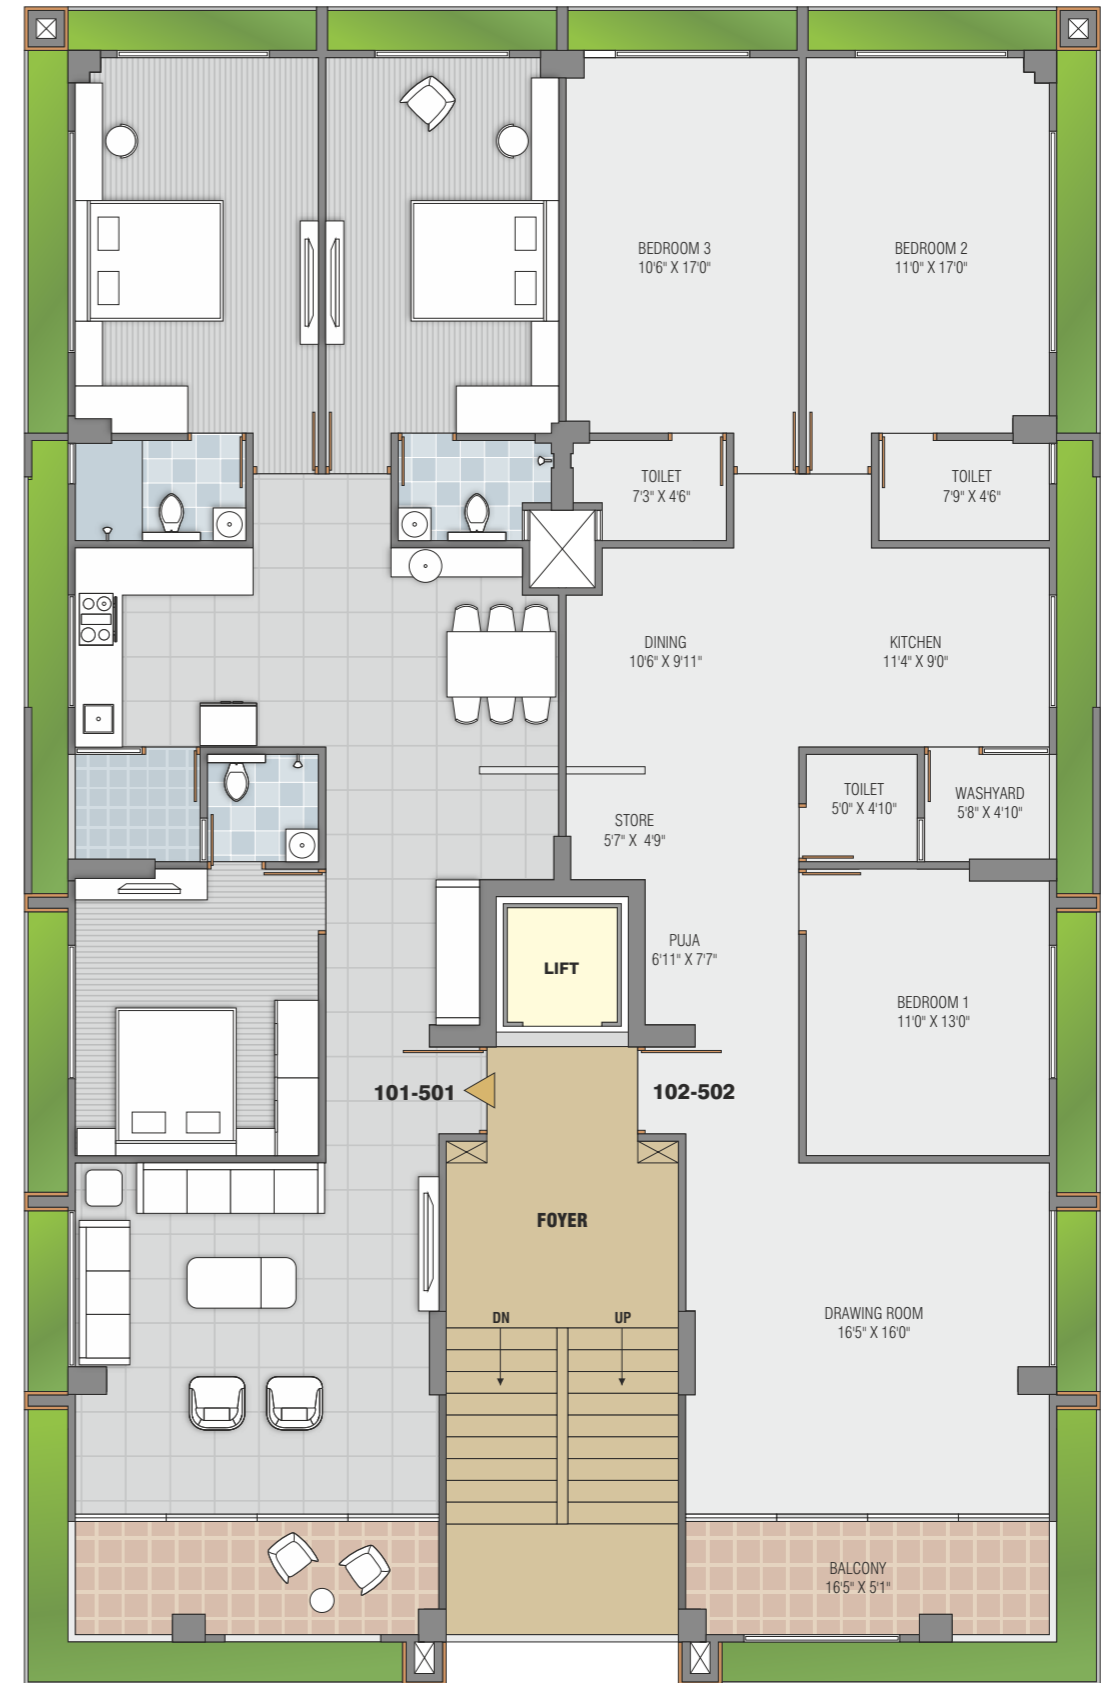 BEDROOM 3
10'6" X 17'0"
BEDROOM 2
11'0" X 17'0"
TOILET
7'3" X 4'6"
TOILET
7'9" X 4'6"
DINING
10'6" X 9'11"
KITCHEN
11'4" X 9'0"
TOILET
5'0" X 4'10"
WASHYARD
5'8" X 4'10"
STORE
5'7" X 4'9"
PUJA
6'11" X 7'7"
LIFT
BEDROOM 1
11'0" X 13'0"
101-501
102-502
FOYER
DN
UP
DRAWING ROOM
16'5" X 16'0"
BALCONY
16'5" X 5'1"